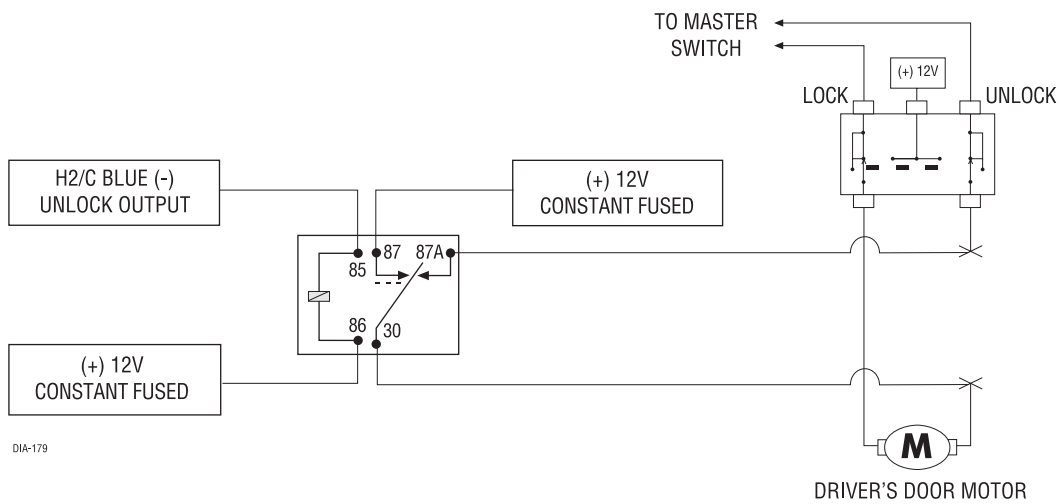 TO MASTER
SWITCH
(+) 12V
LOCK
UNLOCK
H2/C BLUE (-)
UNLOCK OUTPUT
(+) 12V
CONSTANT FUSED
85
87
87A
86
30
(+) 12V
CONSTANT FUSED
DIA-179
M
DRIVER'S DOOR MOTOR